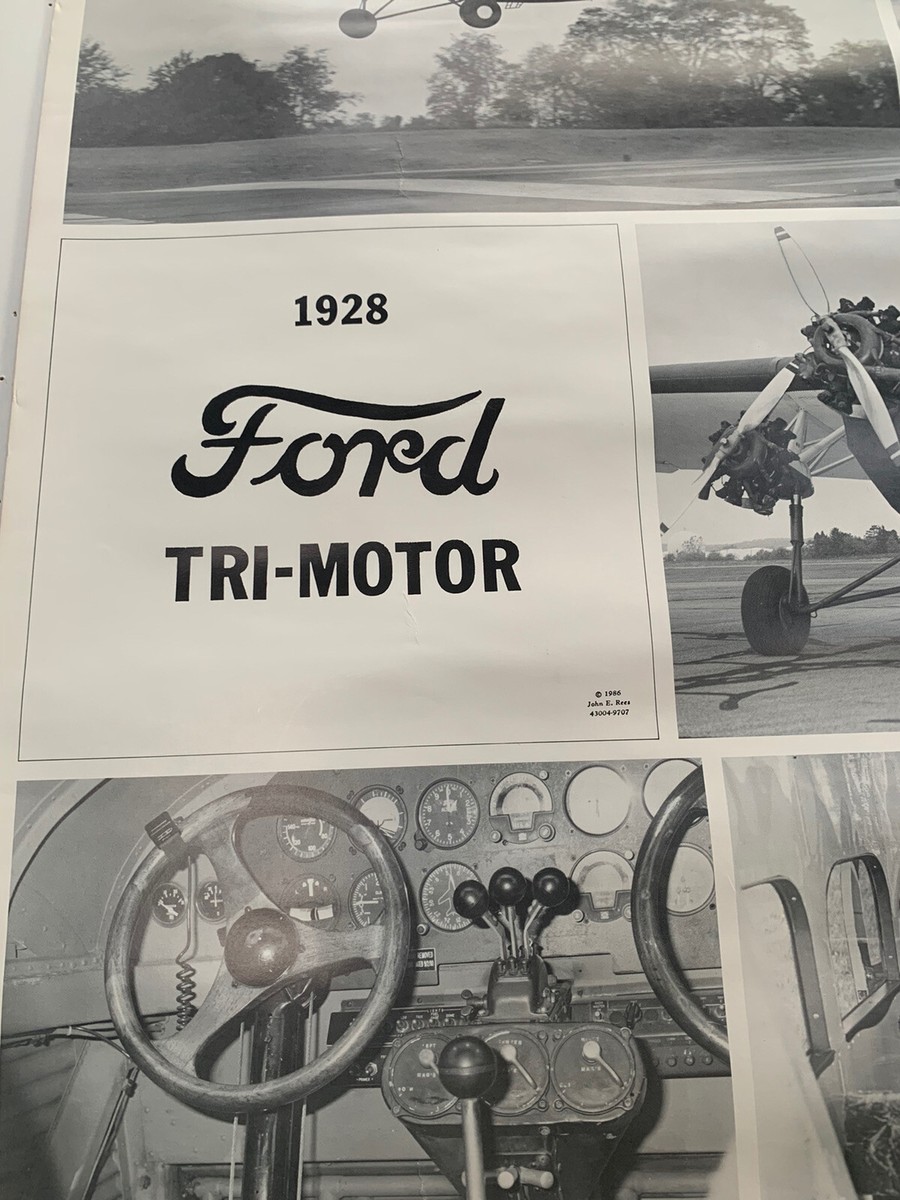 1928
Ford
TRI-MOTOR
© 1986
John E. Rees
43004-9707